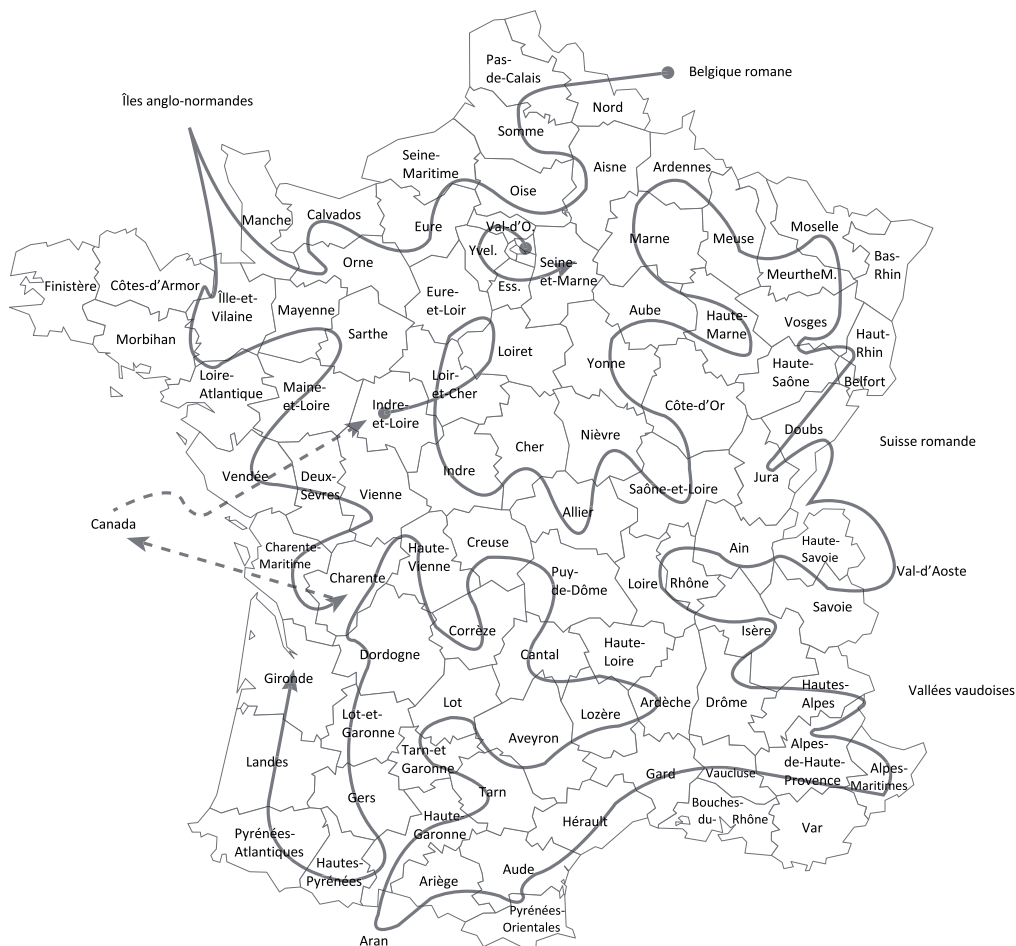 Pas-
de-Calais
Belgique romane
Îles anglo-normandes
Nord
Somme
Seine-
Maritime
Aisne
Ardennes
Oise
Manche
Calvados
Eure
Val-d’O.
Marne
Meuse
Moselle
Yvel.
Orne
Seine-
et-Marne
Bas-
Rhin
Finistère
Côtes-d’Armor
Ess.
MeurtheM.
Îlle-et-
Vilaine
Mayenne
Eure-
et-Loir
Aube
Haute-
Marne
Vosges
Morbihan
Sarthe
Loiret
Yonne
Haut-
Rhin
Haute-
Saône
Belfort
Loire-
Atlantique
Maine-
et-Loire
Loir-
et-Cher
Indre-
et-Loire
Côte-d’Or
Doubs
Suisse romande
Cher
Nièvre
Vendée
Deux-
Sèvres
Vienne
Indre
Saône-et-Loire
Jura
Allier
Canada
Charente-
Maritime
Haute-
Vienne
Creuse
Ain
Haute-
Savoie
Val-d’Aoste
Charente
Puy-
de-Dôme
Loire
Rhône
Savoie
Corrèze
Isère
Dordogne
Cantal
Haute-
Loire
Gironde
Lot
Ardèche
Drôme
Hautes-
Alpes
Vallées vaudoises
Lot-et-
Garonne
Lozère
Aveyron
Landes
Tarn-et
Garonne
Alpes-
de-Haute-
Provence
Alpes-
Maritimes
Gers
Tarn
Gard
Vaucluse
Haute
Garonne
Hérault
Bouches-
du-
Rhône
Var
Pyrénées-
Atlantiques
Hautes-
Pyrénées
Ariège
Aude
Pyrénées-
Orientales
Aran